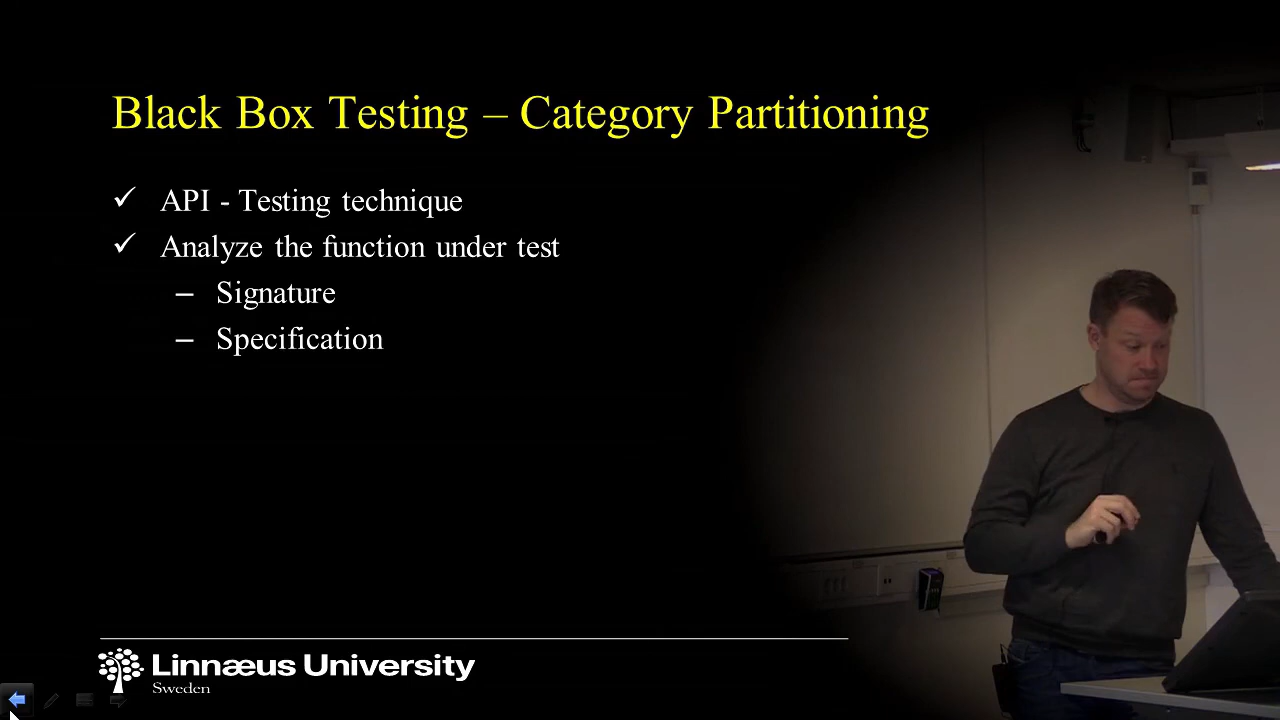 Black Box Testing – Category Partitioning
✓ API - Testing technique
✓ Analyze the function under test
– Signature
– Specification
Linnæus University
Sweden